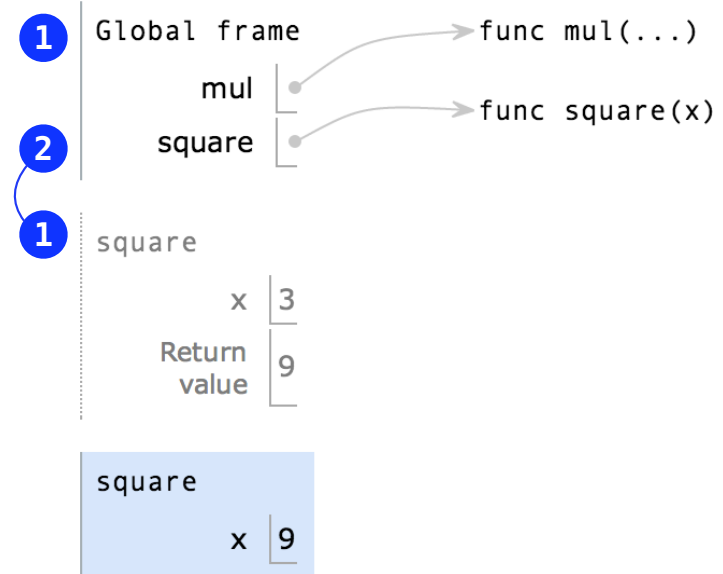 1 Global frame func mul(...)
mul
func square(x)
2 square
1 square
x 3
Return
value 9
square
x 9